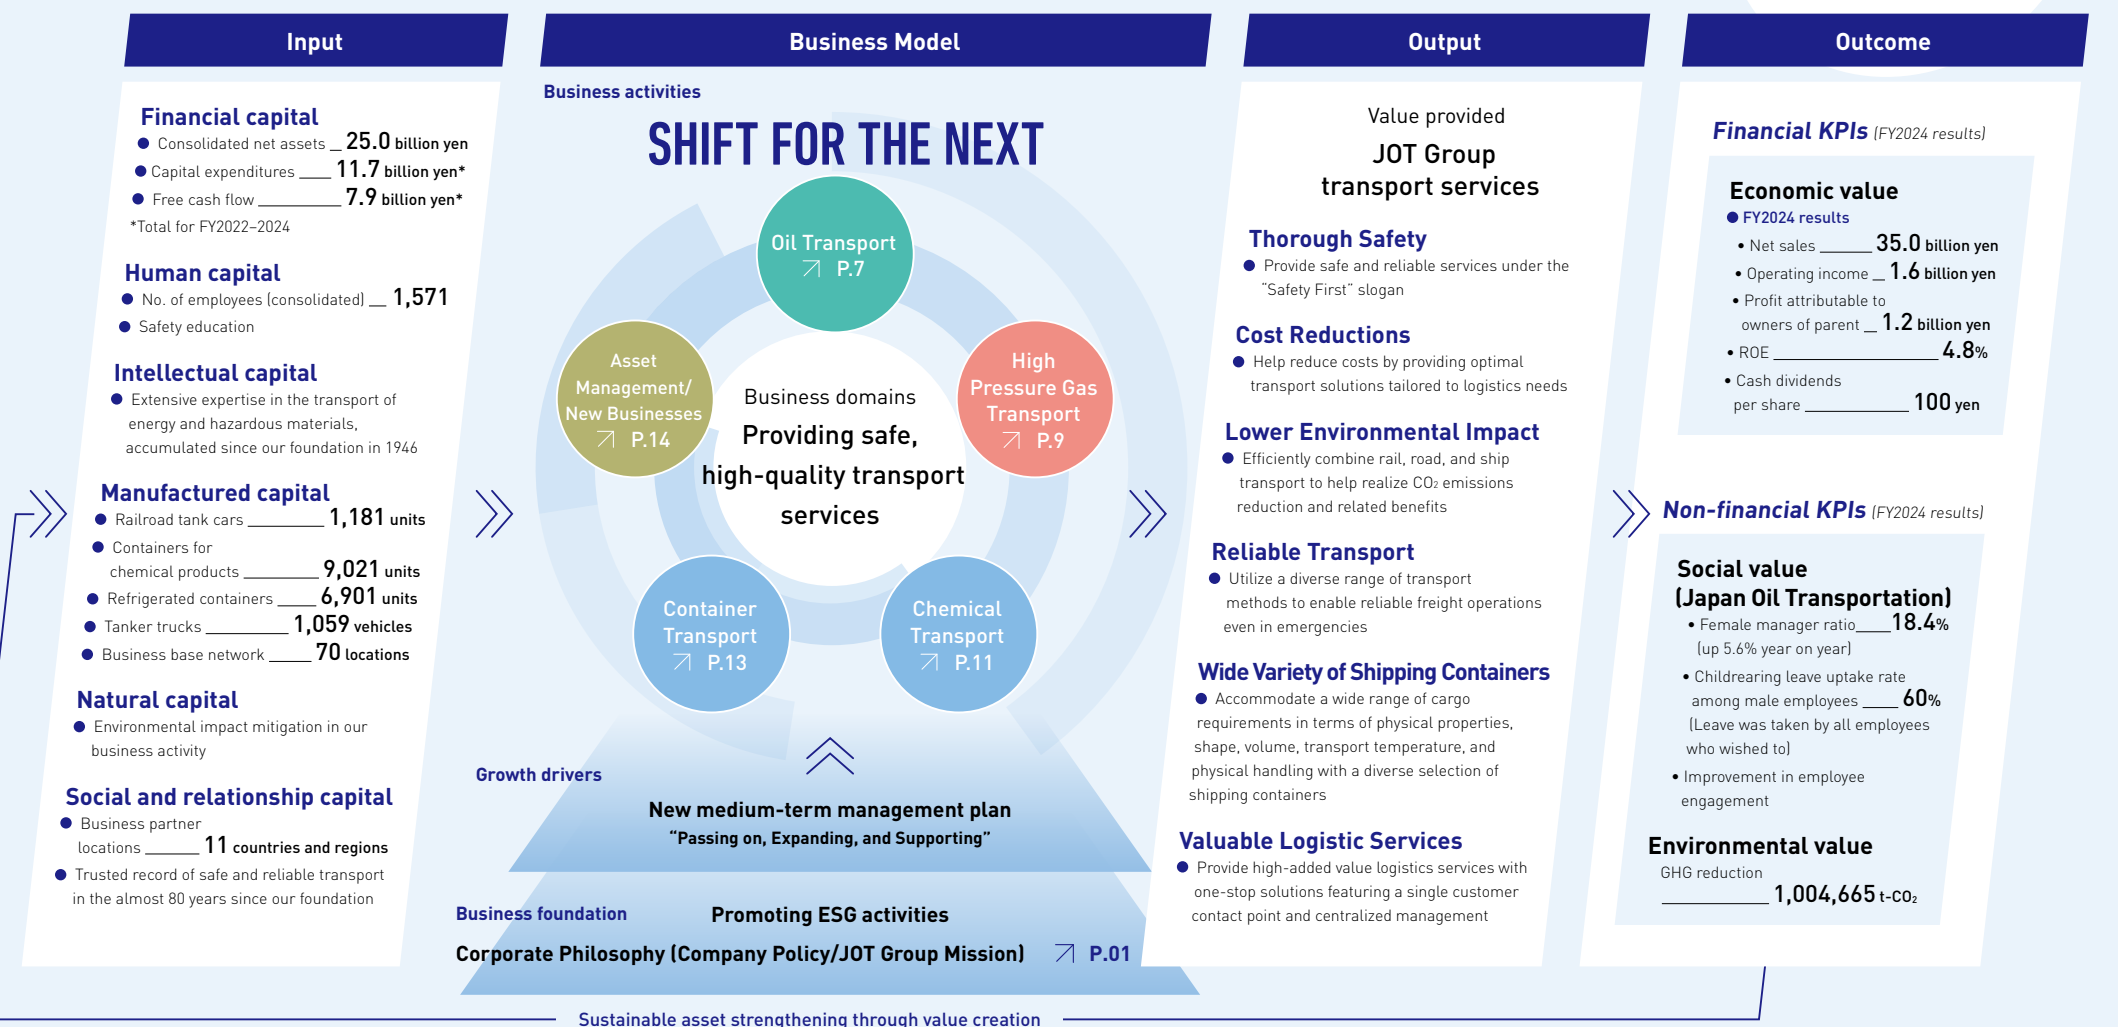 Input
Financial capital
● Consolidated net assets 25.0 billion yen
● Capital expenditures 11.7 billion yen*
● Free cash flow 7.9 billion yen*
*Total for FY2022–2024
Human capital
● No. of employees (consolidated) 1,571
● Safety education
Intellectual capital
● Extensive expertise in the transport of
energy and hazardous materials,
accumulated since our foundation in 1946
Manufactured capital
● Railroad tank cars 1,181 units
● Containers for
chemical products 9,021 units
● Refrigerated containers 6,901 units
● Tanker trucks 1,059 vehicles
● Business base network 70 locations
Natural capital
● Environmental impact mitigation in our
business activity
Social and relationship capital
● Business partner
locations 11 countries and regions
● Trusted record of safe and reliable transport
in the almost 80 years since our foundation
Business Model
Business activities
SHIFT FOR THE NEXT
Oil Transport
P.7
High
Pressure Gas
Transport
P.9
Chemical
Transport
P.11
Container
Transport
P.13
Asset
Management/
New Businesses
P.14
Business domains
Providing safe,
high-quality transport
services
Growth drivers
New medium-term management plan
“Passing on, Expanding, and Supporting”
Business foundation
Promoting ESG activities
Corporate Philosophy (Company Policy/JOT Group Mission) P.01
Output
Value provided
JOT Group
transport services
Thorough Safety
● Provide safe and reliable services under the
“Safety First” slogan
Cost Reductions
● Help reduce costs by providing optimal
transport solutions tailored to logistics needs
Lower Environmental Impact
● Efficiently combine rail, road, and ship
transport to help realize CO₂ emissions
reduction and related benefits
Reliable Transport
● Utilize a diverse range of transport
methods to enable reliable freight operations
even in emergencies
Wide Variety of Shipping Containers
● Accommodate a wide range of cargo
requirements in terms of physical properties,
shape, volume, transport temperature, and
physical handling with a diverse selection of
shipping containers
Valuable Logistic Services
● Provide high-added value logistics services with
one-stop solutions featuring a single customer
contact point and centralized management
Outcome
Financial KPIs (FY2024 results)
Economic value
● FY2024 results
• Net sales 35.0 billion yen
• Operating income 1.6 billion yen
• Profit attributable to
owners of parent 1.2 billion yen
• ROE 4.8%
• Cash dividends
per share 100 yen
Non-financial KPIs (FY2024 results)
Social value
(Japan Oil Transportation)
• Female manager ratio 18.4%
(up 5.6% year on year)
• Childrearing leave uptake rate
among male employees 60%
(Leave was taken by all employees
who wished to)
• Improvement in employee
engagement
Environmental value
GHG reduction
1,004,665 t-CO₂
Sustainable asset strengthening through value creation